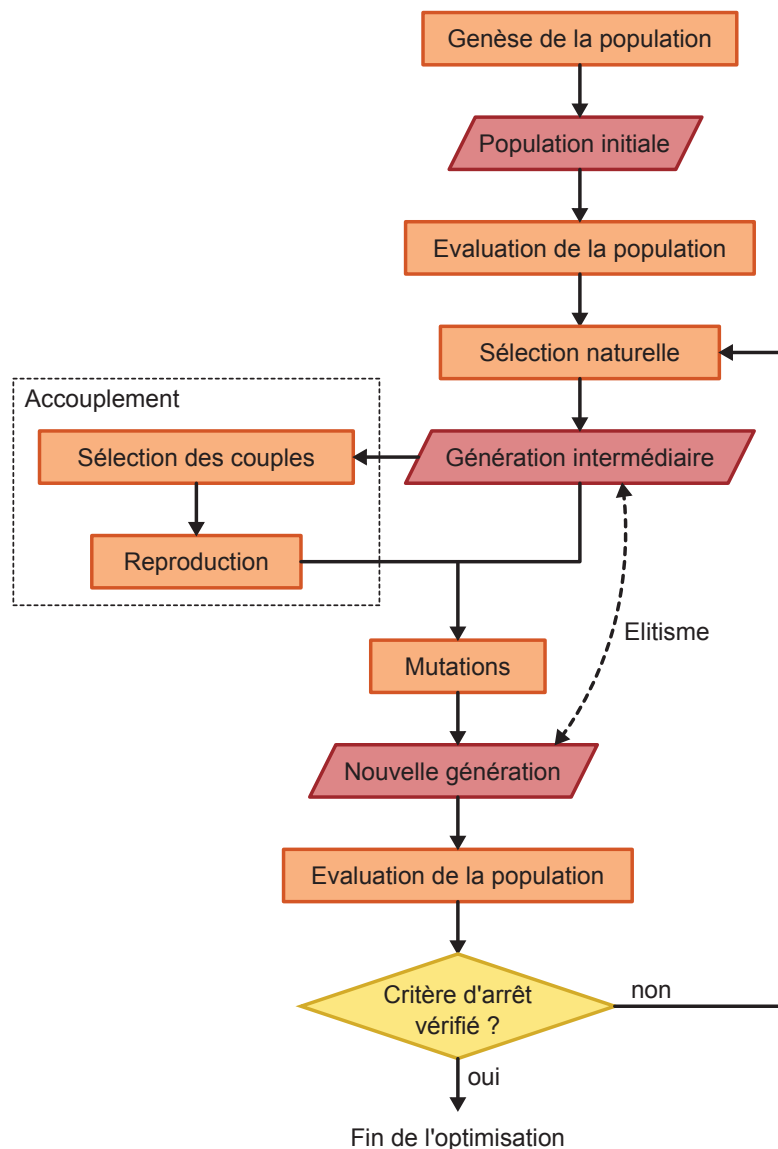 Genèse de la population
Population initiale
Evaluation de la population
Sélection naturelle
Accouplement
Sélection des couples
Génération intermédiaire
Reproduction
Elitisme
Mutations
Nouvelle génération
Evaluation de la population
Critère d'arrêt
vérifié ?
non
oui
Fin de l'optimisation